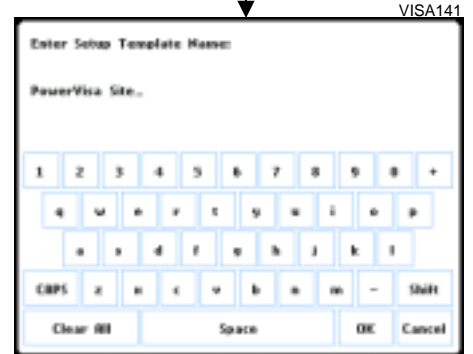 VISA141
Enter Setup Template Name:
PowerVisa Site_
1 2 3 4 5 6 7 8 9 0 +
q w e r t y u i o p
a s d f g h j k l
CAPS z x c v b n m - Shift
Clear All Space OK Cancel